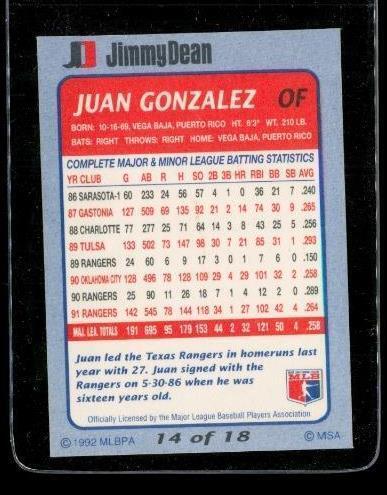 JD JimmyDean
JUAN GONZALEZ OF
BORN: 10-16-69, VEGA BAJA, PUERTO RICO HT. 6'3" WT. 210 LB.
BATS: RIGHT THROWS: RIGHT HOME: VEGA BAJA, PUERTO RICO
COMPLETE MAJOR & MINOR LEAGUE BATTING STATISTICS
YR CLUB G AB R H SO 2B 3B HR RBI BB SB AVG
86 SARASOTA-1 60 233 24 56 57 4 1 0 36 21 7 .240
87 GASTONIA 127 509 69 135 92 21 2 14 74 30 9 .265
88 CHARLOTTE 77 277 25 71 64 14 3 8 43 25 5 .256
89 TULSA 133 502 73 147 98 30 7 21 85 31 1 .293
89 RANGERS 24 60 6 9 17 3 0 1 7 6 0 .150
90 OKLAHOMA CITY 128 496 78 128 109 29 4 29 101 32 2 .258
90 RANGERS 25 90 11 26 18 7 1 4 12 2 0 .289
91 RANGERS 142 545 78 144 118 34 1 27 102 42 4 .264
MAJ. LEA. TOTALS 191 695 95 179 153 44 2 32 121 50 4 .258
Juan led the Texas Rangers in homeruns last
year with 27. Juan signed with the
Rangers on 5-30-86 when he was
sixteen years old.
MLB
Officially Licensed by the Major League Baseball Players Association
© 1992 MLBPA 14 of 18 © MSA